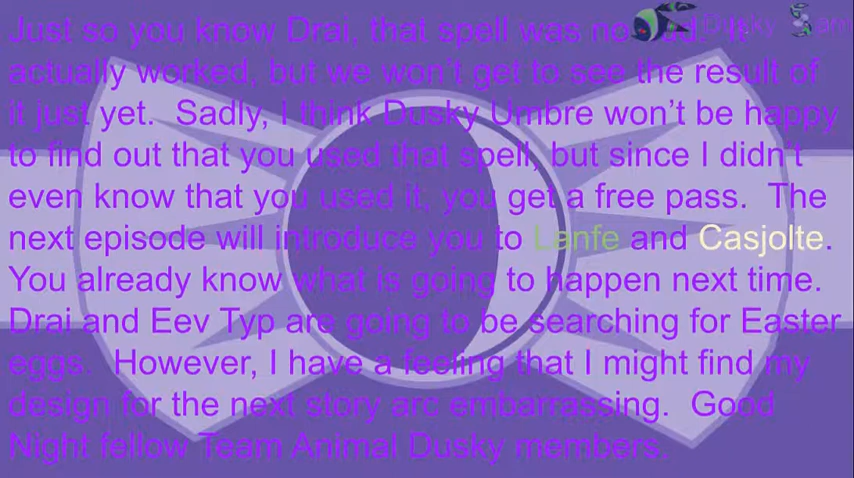 Just so you know Drai, that spell was no It
actually worked, but we won't get to see the result of
it just yet.  Sadly, I think Dusky Umbre won't be happy
to find out that you used that spell, but since I didn't
even know that you used it, you get a free pass.  The
next episode will introduce you to Lanfe and Casjolte.
You already know what is going to happen next time.
Drai and Eev Typ are going to be searching for Easter
eggs.  However, I have a feeling that I might find my
design for the next story arc embarrassing.  Good
Night fellow Team Animal Dusky members.
Dusky Sam